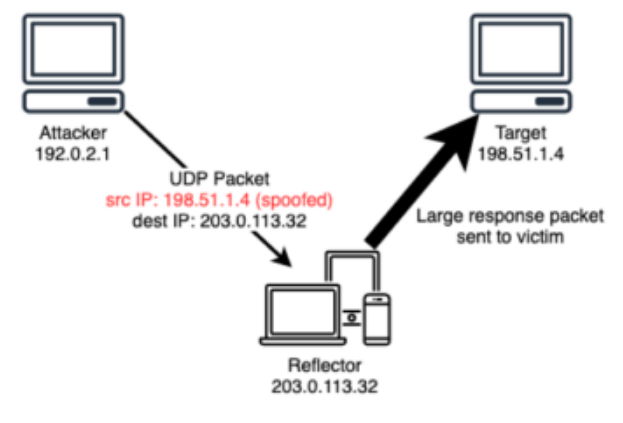 Attacker
192.0.2.1
Target
198.51.1.4
UDP Packet
src IP: 198.51.1.4 (spoofed)
dest IP: 203.0.113.32
Large response packet
sent to victim
Reflector
203.0.113.32